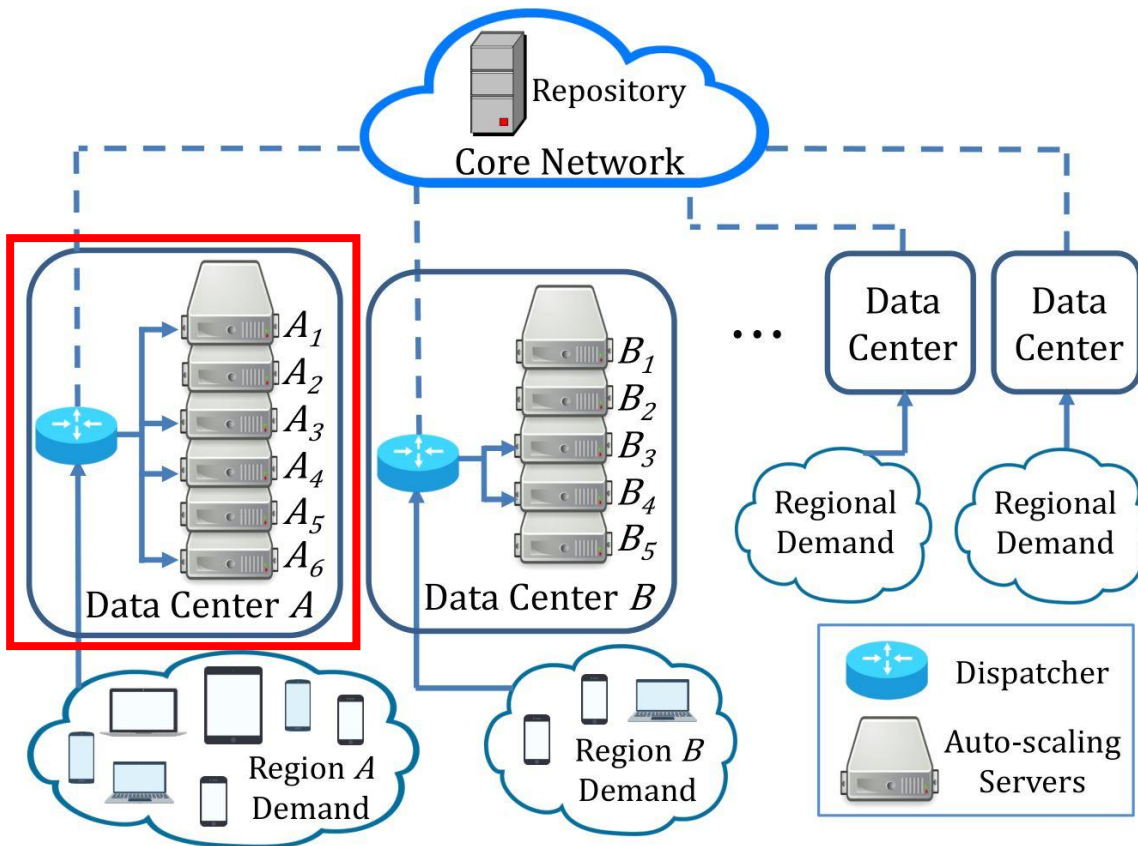 Repository
Core Network
A₁
A₂
A₃
A₄
A₅
A₆
Data Center A
B₁
B₂
B₃
B₄
B₅
Data Center B
...
Data
Center
Data
Center
Regional
Demand
Regional
Demand
Region A
Demand
Region B
Demand
Dispatcher
Auto-scaling
Servers